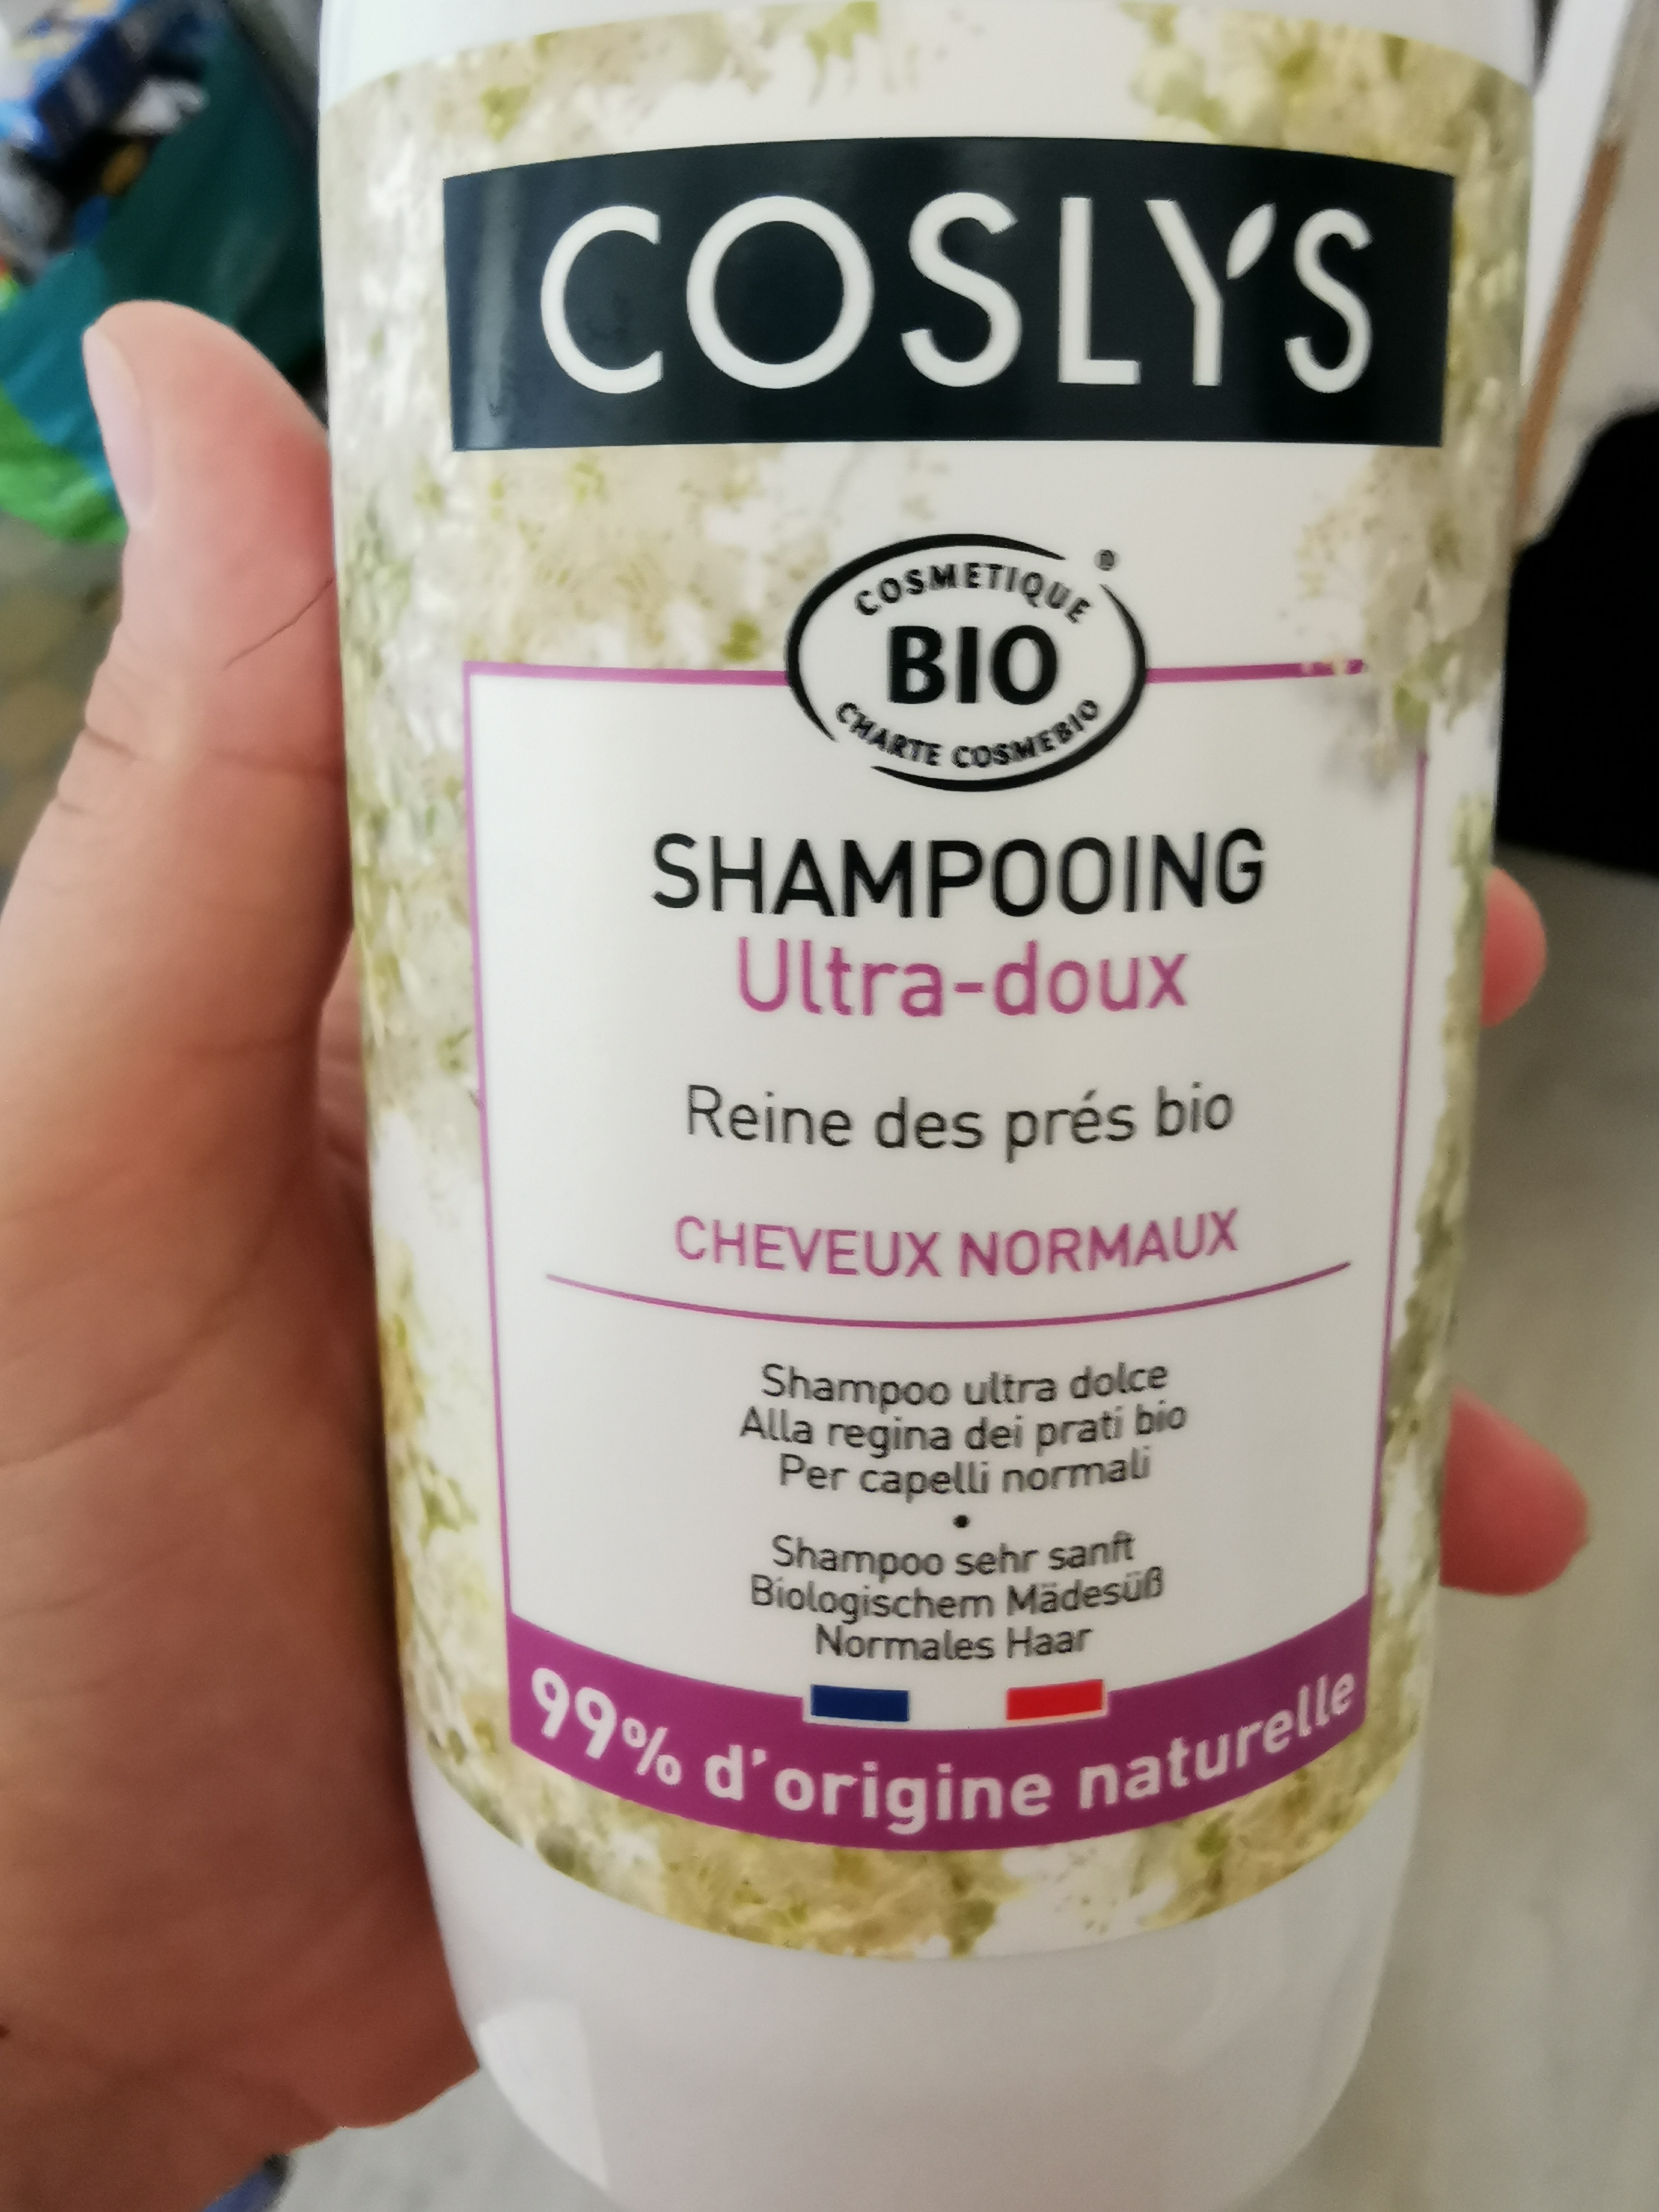 COSLY'S
COSMETIQUE
®
BIO
CHARTE COSMEBIO
SHAMPOOING
Ultra-doux
Reine des prés bio
CHEVEUX NORMAUX
Shampoo ultra dolce
Alla regina dei prati bio
Per capelli normali
•
Shampoo sehr sanft
Biologischem Mädesüß
Normales Haar
99% d'origine naturelle